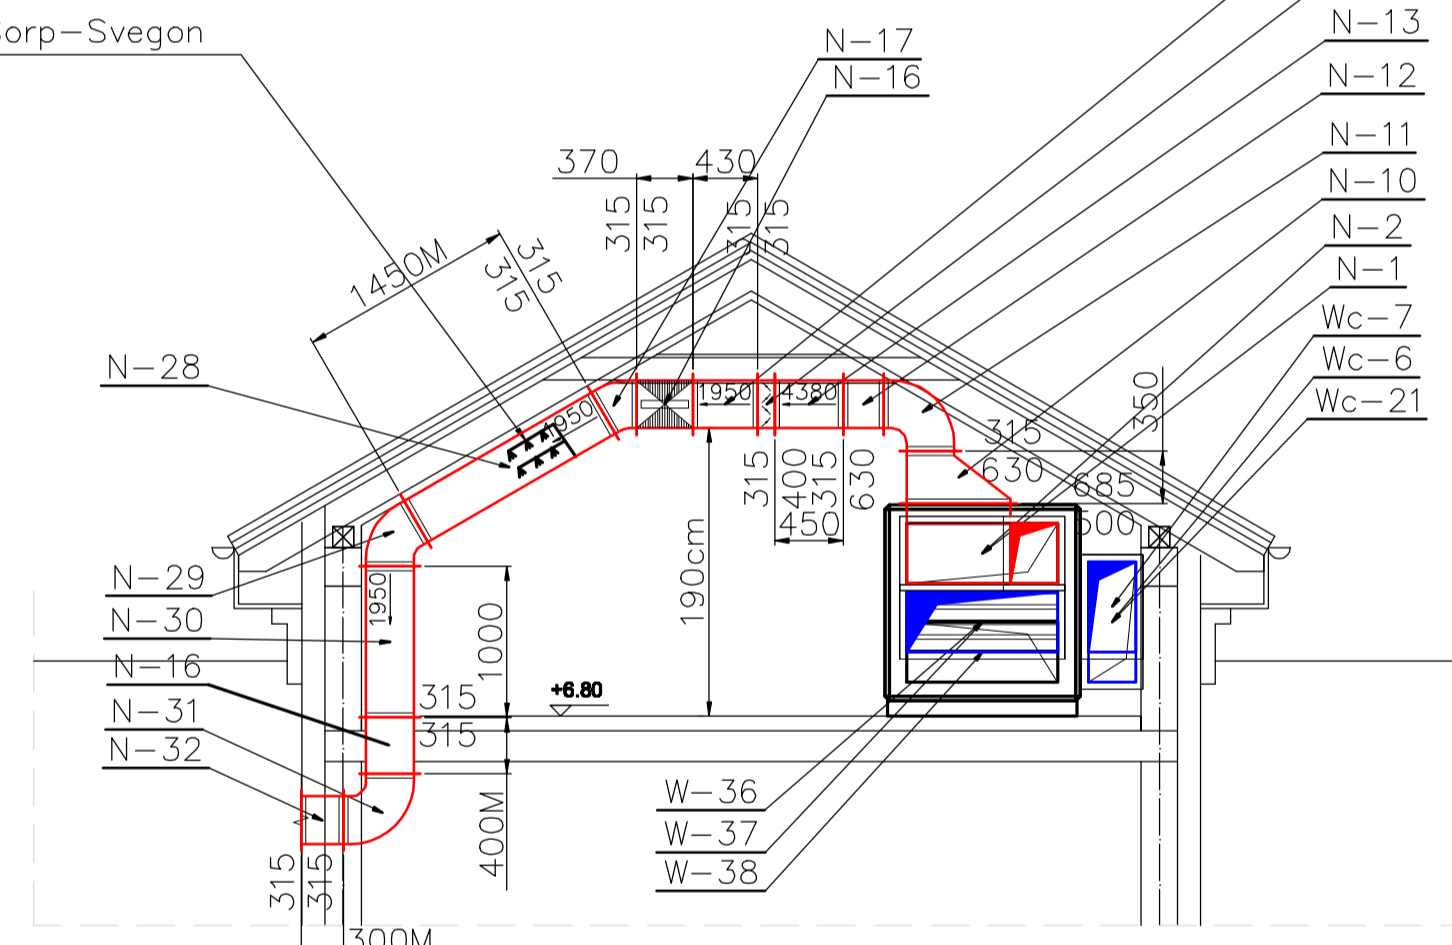 Sorp-Svegon
N-17
N-16
N-13
N-12
N-11
N-10
N-2
N-1
Wc-7
Wc-6
Wc-21
370
430
315
315
315
315
1450M
315
315
N-28
1950
1950
4380
350
315
630
685
500
315
400
315
630
450
190cm
N-29
N-30
N-16
N-31
N-32
1950
1000
315
315
+6.80
400M
W-36
W-37
W-38
315
315
300M